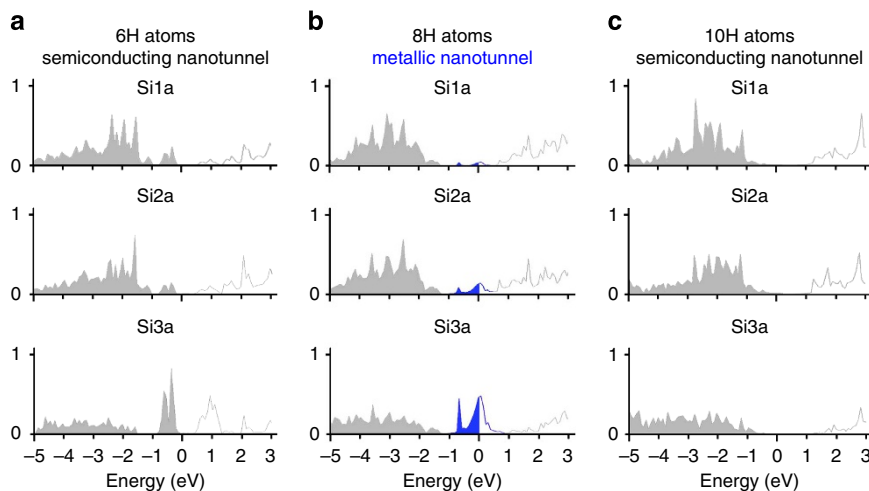 a
6H atoms
semiconducting nanotunnel
Si1a
1
0
Si2a
1
0
Si3a
1
0
–5 –4 –3 –2 –1 0 1 2 3
Energy (eV)
b
8H atoms
metallic nanotunnel
Si1a
1
0
Si2a
1
0
Si3a
1
0
–5 –4 –3 –2 –1 0 1 2 3
Energy (eV)
c
10H atoms
semiconducting nanotunnel
Si1a
1
0
Si2a
1
0
Si3a
1
0
–5 –4 –3 –2 –1 0 1 2 3
Energy (eV)